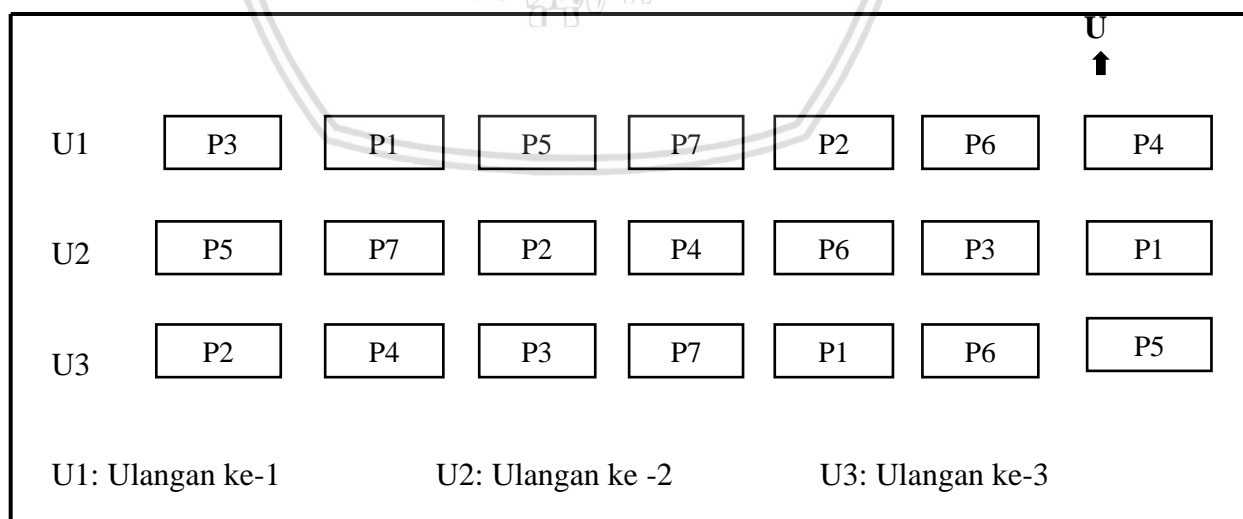 U
U1 P3 P1 P5 P7 P2 P6 P4
U2 P5 P7 P2 P4 P6 P3 P1
U3 P2 P4 P3 P7 P1 P6 P5
U1: Ulangan ke-1 U2: Ulangan ke -2 U3: Ulangan ke-3